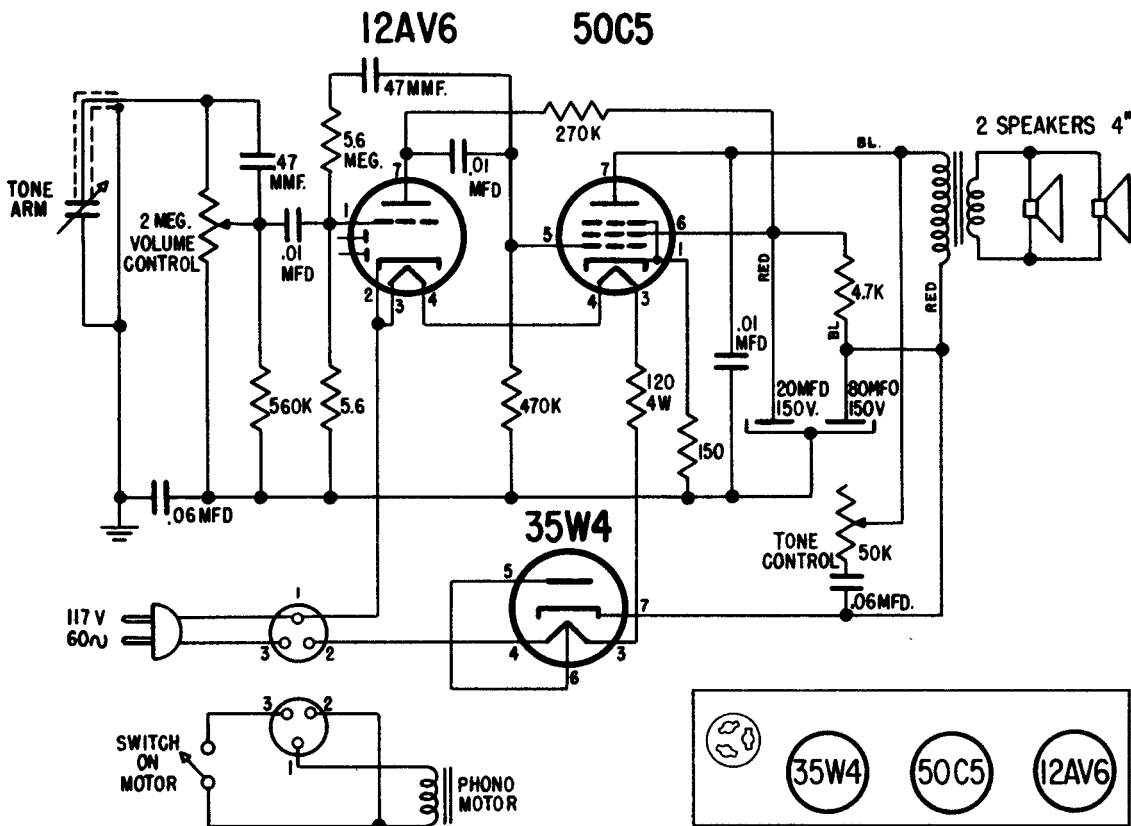 12AV6
50C5
47MMF.
270K
2 SPEAKERS 4"
BL.
TONE
ARM
47
MMF.
5.6
MEG.
7
.01
MFD
7
2 MEG.
VOLUME
CONTROL
.01
MFD
1
2
3
4
5
6
1
4
3
RED
4.7K
BL
RED
.01
MFD
560K
5.6
470K
120
4W
150
20MFD
150V.
80MFO
150V
.06MFD
35W4
TONE
CONTROL
50K
.06MFD.
5
7
4
3
6
117 V
60~
1
3
2
3
2
1
SWITCH
ON
MOTOR
PHONO
MOTOR
35W4
50C5
12AV6